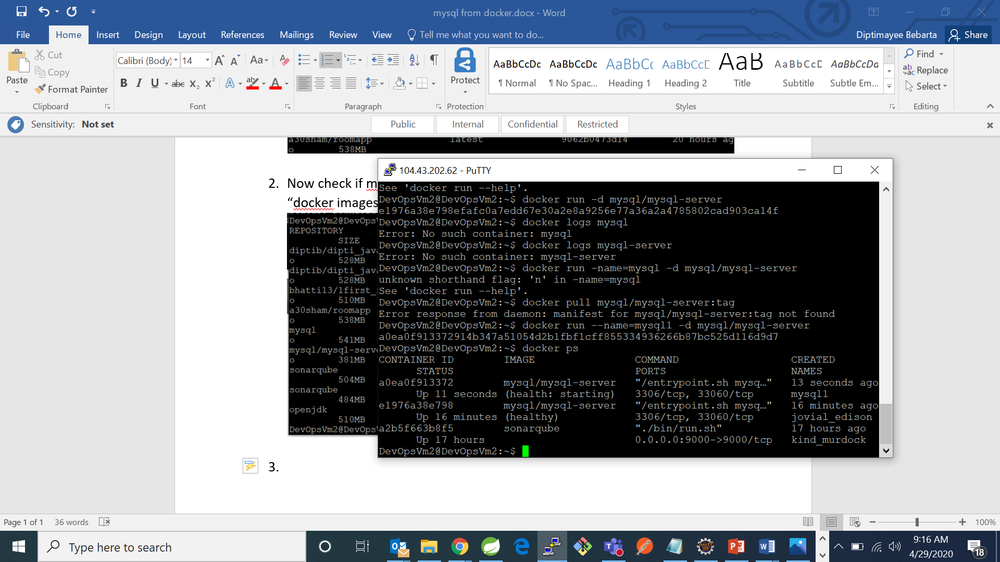 mysql from docker.docx - Word
File Home Insert Design Layout References Mailings Review View Tell me what you want to do... Diptimayee Bebarta Share
Paste
Cut
Copy
Format Painter
Clipboard
Calibri (Body) 14
Font
Paragraph
Protect
Protection
AaBbCcDc AaBbCcDc AaBbCc AaBbCcD AaB AaBbCcD AaBbCcDa
¶ Normal ¶ No Spac... Heading 1 Heading 2 Title Subtitle Subtle Em...
Styles
Find
Replace
Select
Editing
Sensitivity: Not set Public Internal Confidential Restricted
a30sham/roomapp latest 9062b0473d14 20 hours ag
o 538MB
2. Now check if m
“docker images
DevOpsVm2@DevOpsV
REPOSITORY
SIZE
diptib/dipti_java
o 528MB
diptib/dipti_java
o 528MB
bhatti13/1first_
o 510MB
a30sham/roomapp
o 538MB
mysql
o 541MB
mysql/mysql-serve
o 381MB
sonarqube
504MB
sonarqube
484MB
openjdk
510MB
DevOpsVm2@DevOpsV
3.
104.43.202.62 - PuTTY
See 'docker run --help'.
DevOpsVm2@DevOpsVm2:~$ docker run -d mysql/mysql-server
e1976a38e798efafc0a7edd67e30a2e8a9256e77a36a2a4785802cad903ca14f
DevOpsVm2@DevOpsVm2:~$ docker logs mysql
Error: No such container: mysql
DevOpsVm2@DevOpsVm2:~$ docker logs mysql-server
Error: No such container: mysql-server
DevOpsVm2@DevOpsVm2:~$ docker run -name=mysql -d mysql/mysql-server
unknown shorthand flag: 'n' in -name=mysql
See 'docker run --help'.
DevOpsVm2@DevOpsVm2:~$ docker pull mysql/mysql-server:tag
Error response from daemon: manifest for mysql/mysql-server:tag not found
DevOpsVm2@DevOpsVm2:~$ docker run --name=mysql1 -d mysql/mysql-server
a0ea0f913372914b347a51054d2b1fbf1cff855334936266b87bc525d116d9d7
DevOpsVm2@DevOpsVm2:~$ docker ps
CONTAINER ID IMAGE COMMAND CREATED
STATUS PORTS NAMES
a0ea0f913372 mysql/mysql-server "/entrypoint.sh mysq…" 13 seconds ago
Up 11 seconds (health: starting) 3306/tcp, 33060/tcp mysql1
e1976a38e798 mysql/mysql-server "/entrypoint.sh mysq…" 16 minutes ago
Up 16 minutes (healthy) 3306/tcp, 33060/tcp jovial_edison
a2b5f663b8f5 sonarqube "./bin/run.sh" 17 hours ago
Up 17 hours 0.0.0.0:9000->9000/tcp kind_murdock
DevOpsVm2@DevOpsVm2:~$
Page 1 of 1 36 words 100%
Type here to search
9:16 AM
4/29/2020
18